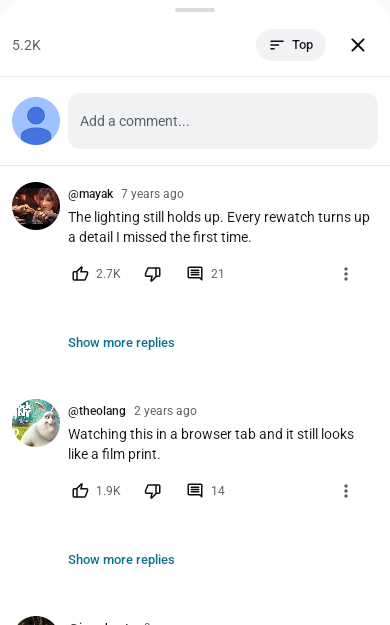 5.2K
Top
Add a comment...
@mayak 7 years ago
The lighting still holds up. Every rewatch turns up
a detail I missed the first time.
2.7K 21
Show more replies
@theolang 2 years ago
Watching this in a browser tab and it still looks
like a film print.
1.9K 14
Show more replies